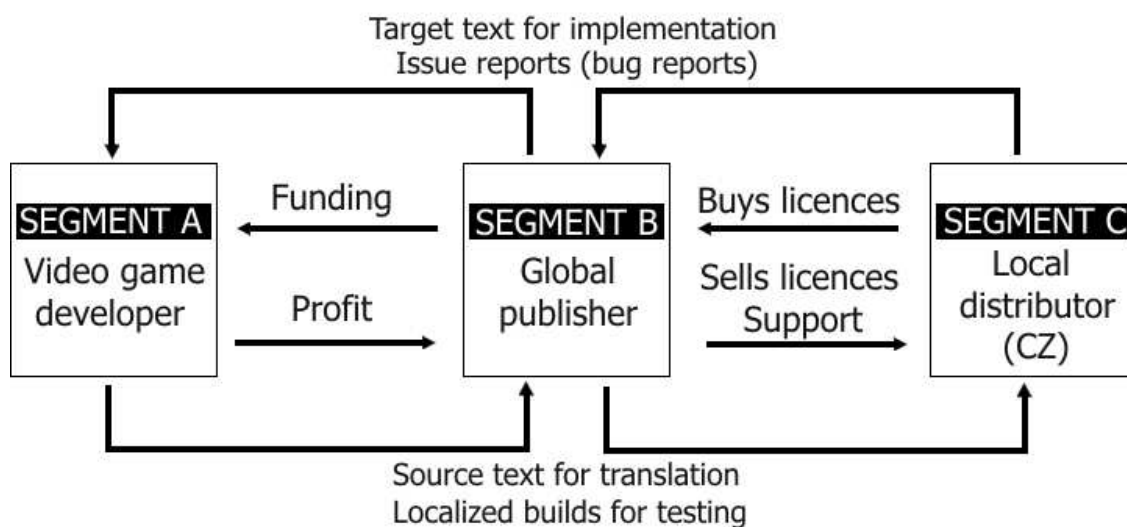 Target text for implementation
Issue reports (bug reports)
SEGMENT A
Video game
developer
Funding
Profit
SEGMENT B
Global
publisher
Buys licences
Sells licences
Support
SEGMENT C
Local
distributor
(CZ)
Source text for translation
Localized builds for testing